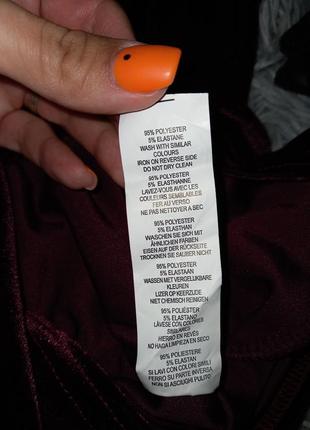 95% POLYESTER
5% ELASTANE
WASH WITH SIMILAR
COLOURS
IRON ON REVERSE SIDE
DO NOT DRY CLEAN
95% POLYESTER
5% ELASTHANNE
LAVEZ-VOUS AVEC LES
COULEURS SEMBLABLES
FER AU VERSO
NE PAS NETTOYER A SEC
95% POLYESTER
5% ELASTHAN
WASCHEN SIE SICH MIT
ÄHNLICHEN FARBEN
EISEN AUF DER RÜCKSEITE
TROCKNEN SIE SAUBER NICHT
95% POLYESTER
5% ELASTAAN
WASSEN MET VERGELIJKBARE
KLEUREN
IJZER OP KEERZIJDE
NIET CHEMISCH REINIGEN
95% POLIÉSTER
5% ELASTANO
LÁVESE CON COLORES
SIMILARES
HIERRO EN REVÉS
NO HAGA LIMPIEZA EN SECO
95% POLIESTERE
5% ELASTAN
SI LAVI CON COLORI SIMILI
FERRO SU PARTE INVERSA
NON SI ASCIUGHI PULITO